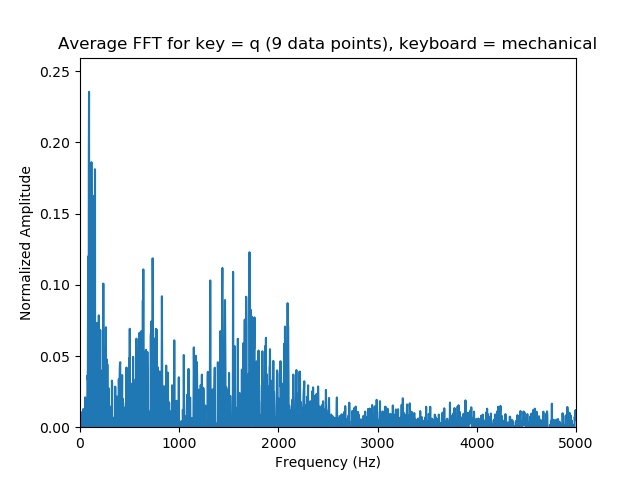 Average FFT for key = q (9 data points), keyboard = mechanical
0.25
0.20
0.15
0.10
0.05
0.00
Normalized Amplitude
0 1000 2000 3000 4000 5000
Frequency (Hz)